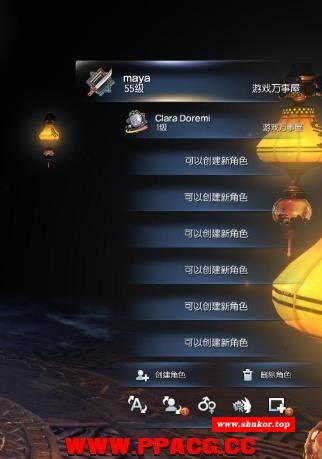 maya
55级 游戏万事屋
Clara Doremi
1级 游戏万事屋
可以创建新角色
可以创建新角色
可以创建新角色
可以创建新角色
可以创建新角色
可以创建新角色
创建角色 删除角色
www.shukor.top
WWW.PPACG.CC